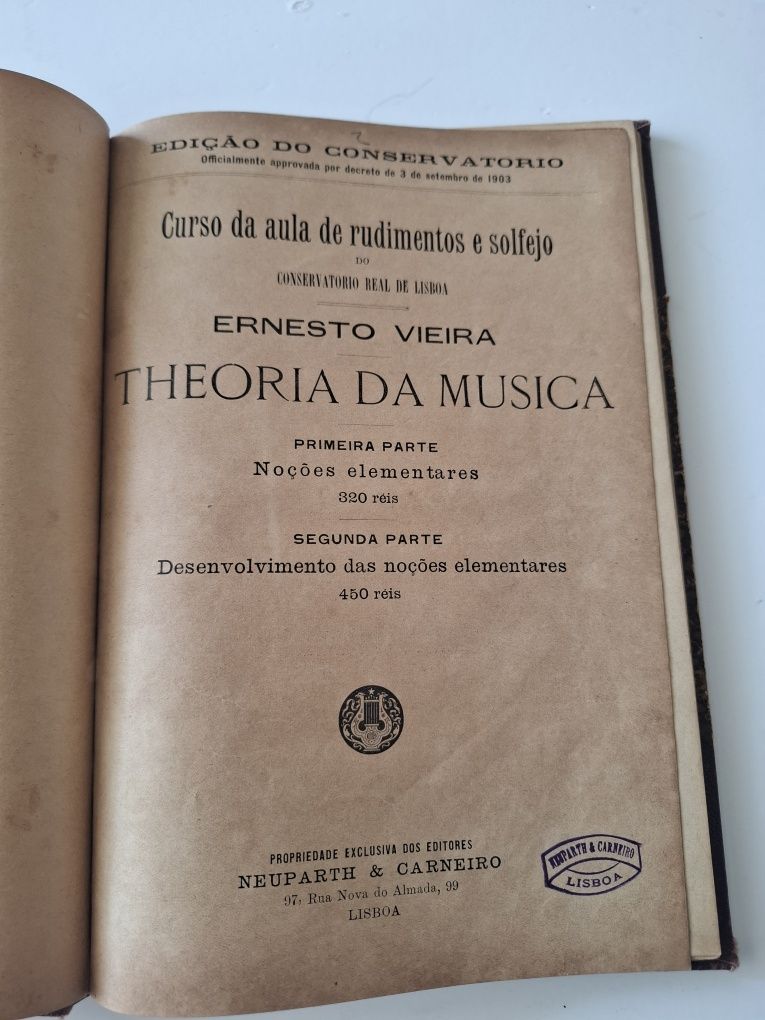 EDIÇÃO DO CONSERVATORIO
Officialmente approvada por decreto de 3 de setembro de 1903
Curso da aula de rudimentos e solfejo
DO
CONSERVATORIO REAL DE LISBOA
ERNESTO VIEIRA
THEORIA DA MUSICA
PRIMEIRA PARTE
Noções elementares
320 réis
SEGUNDA PARTE
Desenvolvimento das noções elementares
450 réis
PROPRIEDADE EXCLUSIVA DOS EDITORES
NEUPARTH & CARNEIRO
97, Rua Nova do Almada, 99
LISBOA
NEUPARTH & CARNEIRO
LISBOA